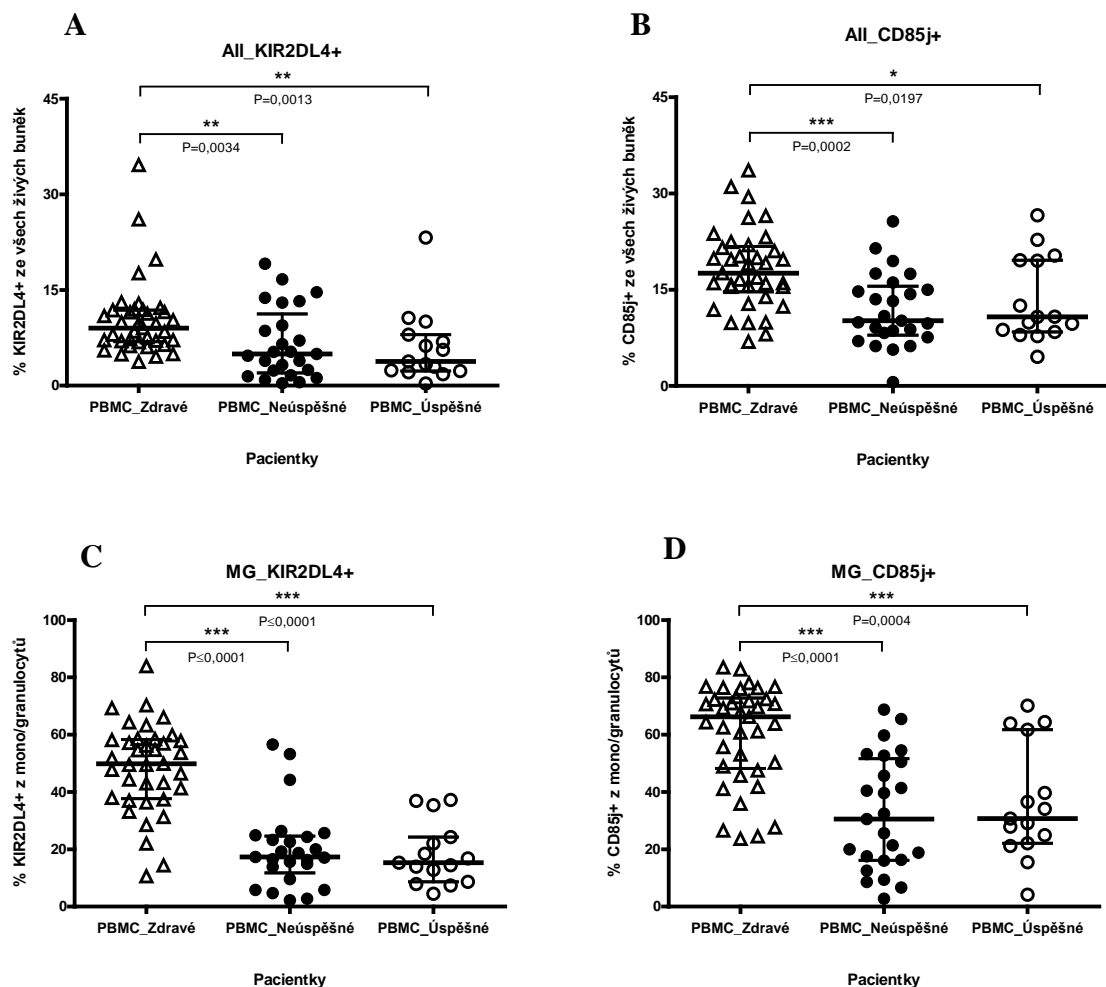 A
All_KIR2DL4+
**
P=0,0013
**
P=0,0034
% KIR2DL4+ ze všech živých buněk
45
30
15
0
PBMC_Zdravé PBMC_Neúspěšné PBMC_Úspěšné
Pacientky
B
All_CD85j+
*
P=0,0197
***
P=0,0002
% CD85j+ ze všech živých buněk
45
30
15
0
PBMC_Zdravé PBMC_Neúspěšné PBMC_Úspěšné
Pacientky
C
MG_KIR2DL4+
***
P≤0,0001
***
P≤0,0001
% KIR2DL4+ z mono/granulocytů
100
80
60
40
20
0
PBMC_Zdravé PBMC_Neúspěšné PBMC_Úspěšné
Pacientky
D
MG_CD85j+
***
P=0,0004
***
P≤0,0001
% CD85j+ z mono/granulocytů
100
80
60
40
20
0
PBMC_Zdravé PBMC_Neúspěšné PBMC_Úspěšné
Pacientky